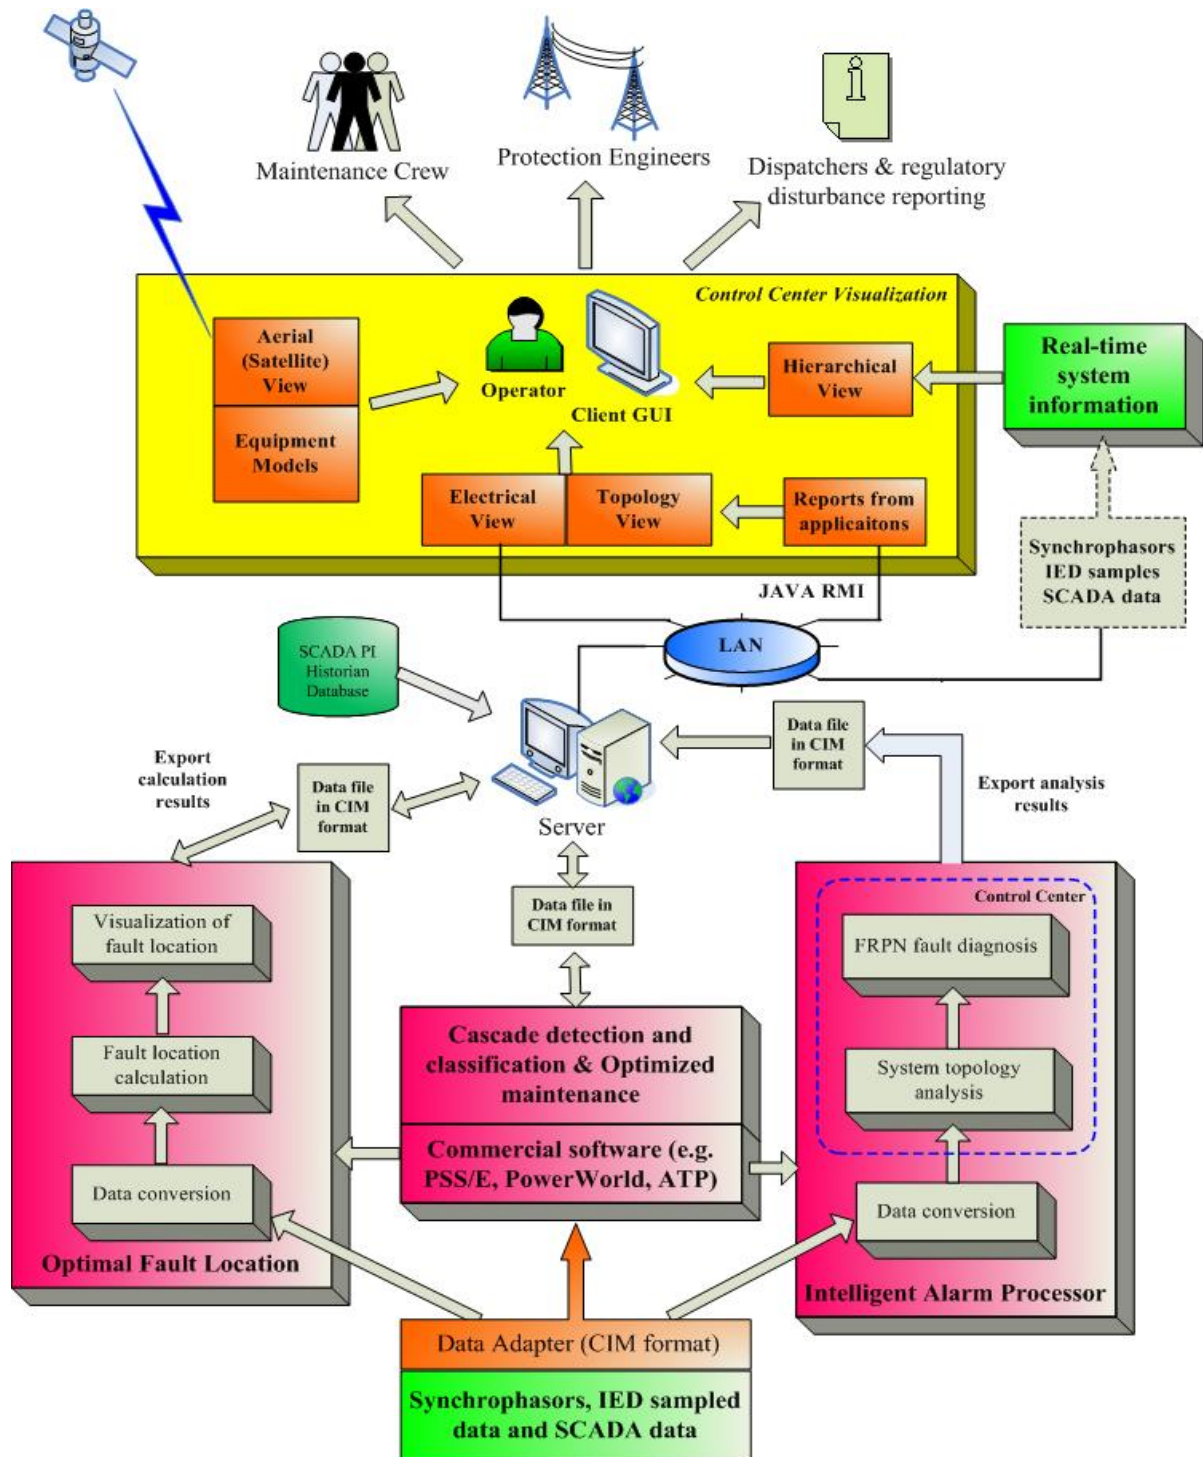 Maintenance Crew
Protection Engineers
Dispatchers & regulatory
disturbance reporting
Control Center Visualization
Aerial
(Satellite)
View
Equipment
Models
Operator
Client GUI
Hierarchical
View
Real-time
system
information
Electrical
View
Topology
View
Reports from
applicaitons
Synchrophasors
IED samples
SCADA data
JAVA RMI
LAN
SCADA PI
Historian
Database
Server
Data file
in CIM
format
Export analysis
results
Export
calculation
results
Data file
in CIM
format
Data file in
CIM format
Visualization of
fault location
Fault location
calculation
Data conversion
Optimal Fault Location
Cascade detection and
classification & Optimized
maintenance
Commercial software (e.g.
PSS/E, PowerWorld, ATP)
Control Center
FRPN fault diagnosis
System topology
analysis
Data conversion
Intelligent Alarm Processor
Data Adapter (CIM format)
Synchrophasors, IED sampled
data and SCADA data